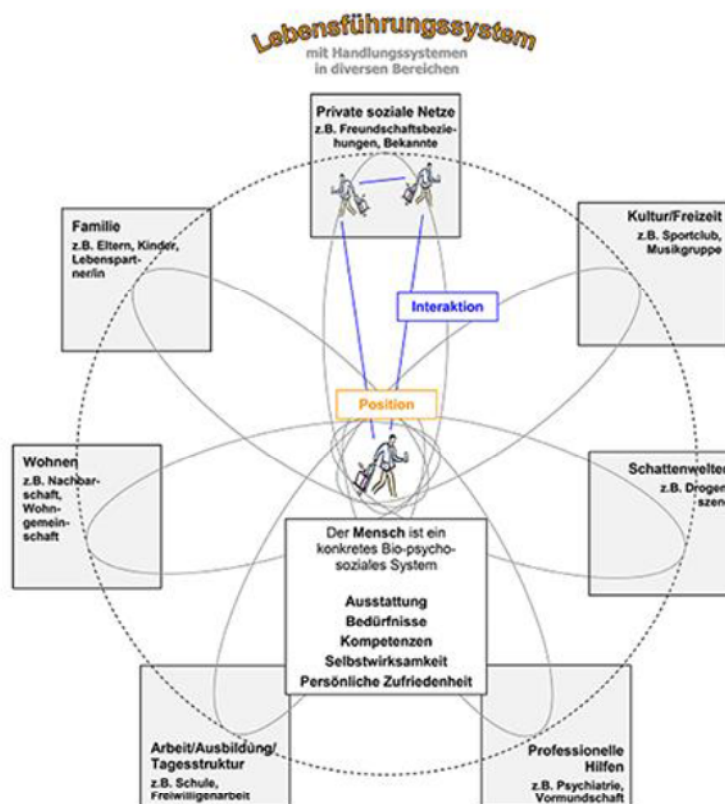 Lebensführungssystem
mit Handlungssystemen
in diversen Bereichen
Private soziale Netze
z.B. Freundschaftsbezie-
hungen, Bekannte
Familie
z.B. Eltern, Kinder,
Lebenspart-
ner/in
Kultur/Freizeit
z.B. Sportclub,
Musikgruppe
Interaktion
Position
Wohnen
z.B. Nachbar-
schaft,
Wohn-
gemein-
schaft
Schattenwelten
z.B. Drogen
szene
Der Mensch ist ein
konkretes Bio-psycho-
soziales System
Ausstattung
Bedürfnisse
Kompetenzen
Selbstwirksamkeit
Persönliche Zufriedenheit
Arbeit/Ausbildung/
Tagesstruktur
z.B. Schule,
Freiwilligenarbeit
Professionelle
Hilfen
z.B. Psychiatrie,
Vormundschaft